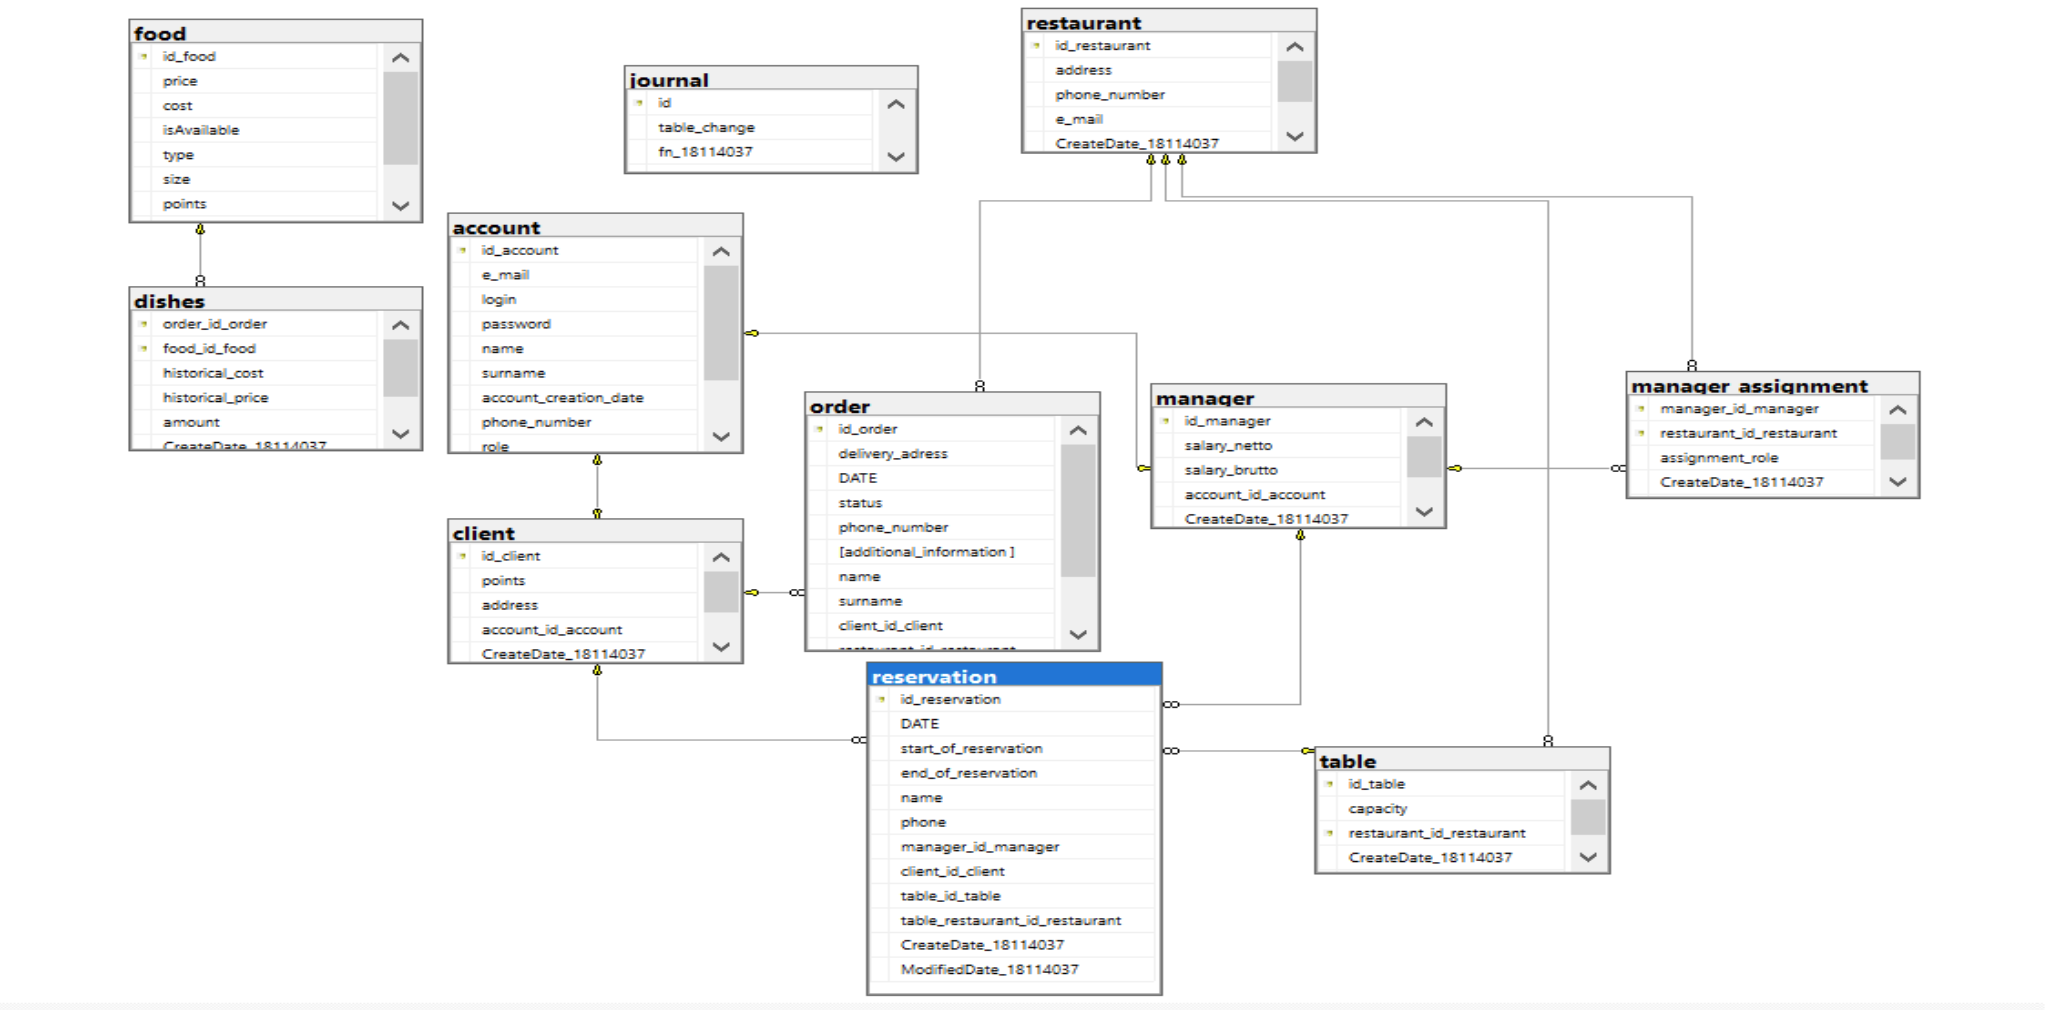 food
id_food
price
cost
isAvailable
type
size
points
journal
id
table_change
fn_18114037
restaurant
id_restaurant
address
phone_number
e_mail
CreateDate_18114037
account
id_account
e_mail
login
password
name
surname
account_creation_date
phone_number
role
dishes
order_id_order
food_id_food
historical_cost
historical_price
amount
CreateDate_18114037
order
id_order
delivery_adress
DATE
status
phone_number
[additional_information ]
name
surname
client_id_client
restaurant_id_restaurant
manager
id_manager
salary_netto
salary_brutto
account_id_account
CreateDate_18114037
manager_assignment
manager_id_manager
restaurant_id_restaurant
assignment_role
CreateDate_18114037
client
id_client
points
address
account_id_account
CreateDate_18114037
reservation
id_reservation
DATE
start_of_reservation
end_of_reservation
name
phone
manager_id_manager
client_id_client
table_id_table
table_restaurant_id_restaurant
CreateDate_18114037
ModifiedDate_18114037
table
id_table
capacity
restaurant_id_restaurant
CreateDate_18114037